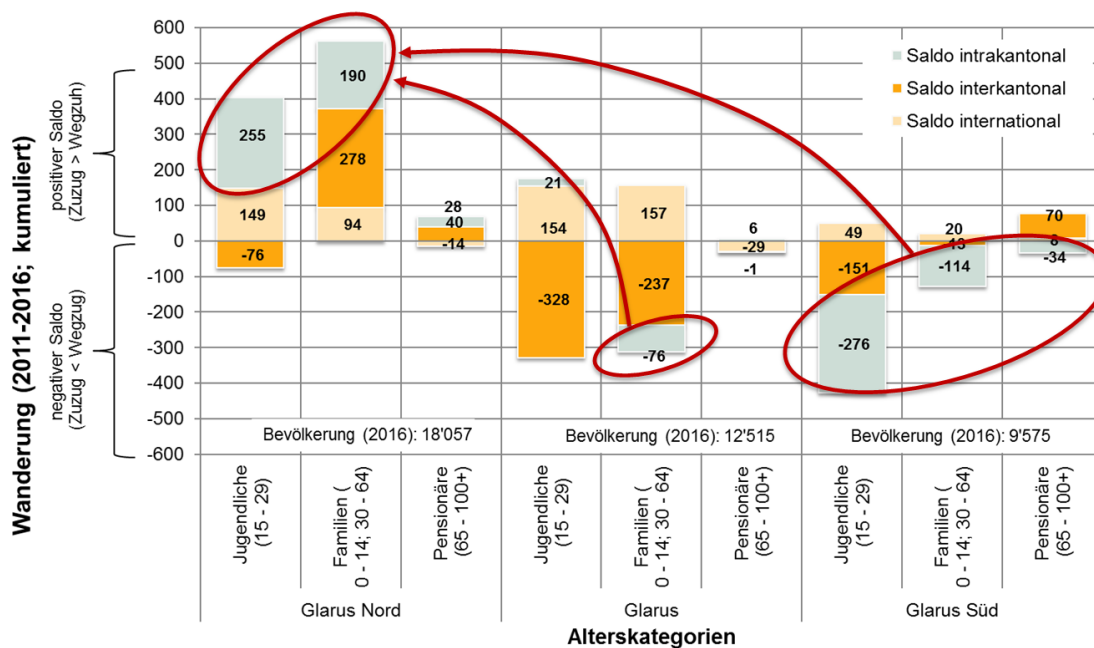 Wanderung (2011-2016; kumuliert)
positiver Saldo
(Zuzug > Wegzuh)
negativer Saldo
(Zuzug < Wegzug)
600
500
400
300
200
100
0
-100
-200
-300
-400
-500
-600
Saldo intrakantonal
Saldo interkantonal
Saldo international
255
149
-76
190
278
94
28
40
-14
21
154
-328
157
-237
-76
6
-29
-1
49
-151
-276
20
-13
-114
70
8
-34
Bevölkerung (2016): 18'057
Bevölkerung (2016): 12'515
Bevölkerung (2016): 9'575
Jugendliche
(15 - 29)
Familien (
0 - 14; 30 - 64)
Pensionäre
(65 - 100+)
Jugendliche
(15 - 29)
Familien (
0 - 14; 30 - 64)
Pensionäre
(65 - 100+)
Jugendliche
(15 - 29)
Familien (
0 - 14; 30 - 64)
Pensionäre
(65 - 100+)
Glarus Nord
Glarus
Glarus Süd
Alterskategorien